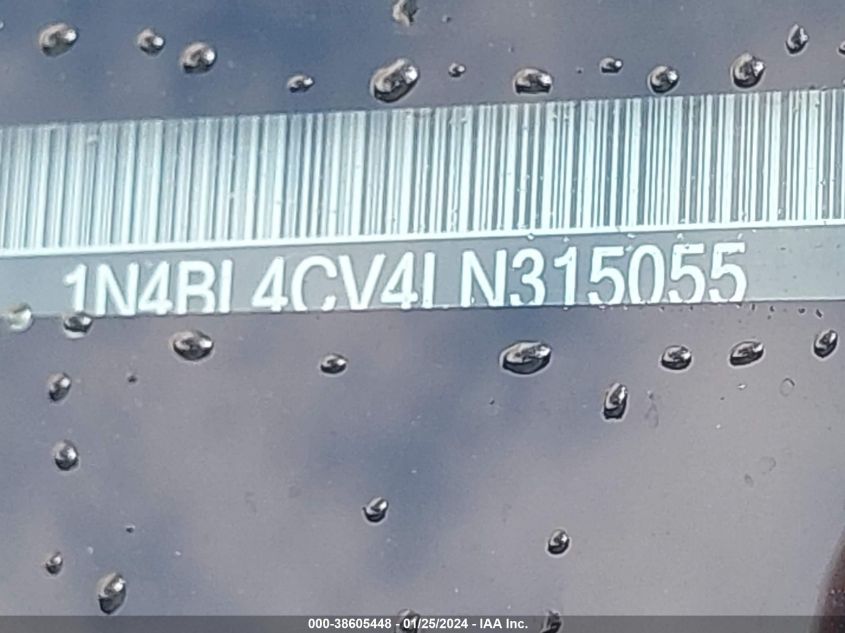 1N4BL4CV4LN315055
000-38605448 - 01/25/2024 - IAA Inc.